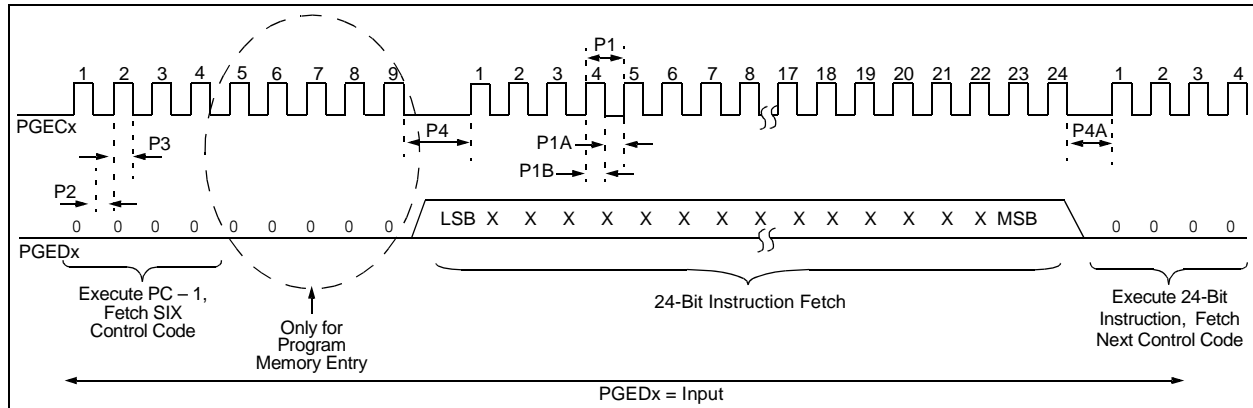 P1
1 2 3 4 5 6 7 8 9 1 2 3 4 5 6 7 8 17 18 19 20 21 22 23 24 1 2 3 4
PGECx
P3
P4
P1A
P4A
P1B
P2
0 0 0 0 0 0 0 0 0 LSB X X X X X X X X X X X X X X MSB 0 0 0 0
PGEDx
Execute PC – 1,
Fetch SIX
Control Code
Only for
Program
Memory Entry
24-Bit Instruction Fetch
Execute 24-Bit
Instruction, Fetch
Next Control Code
PGEDx = Input